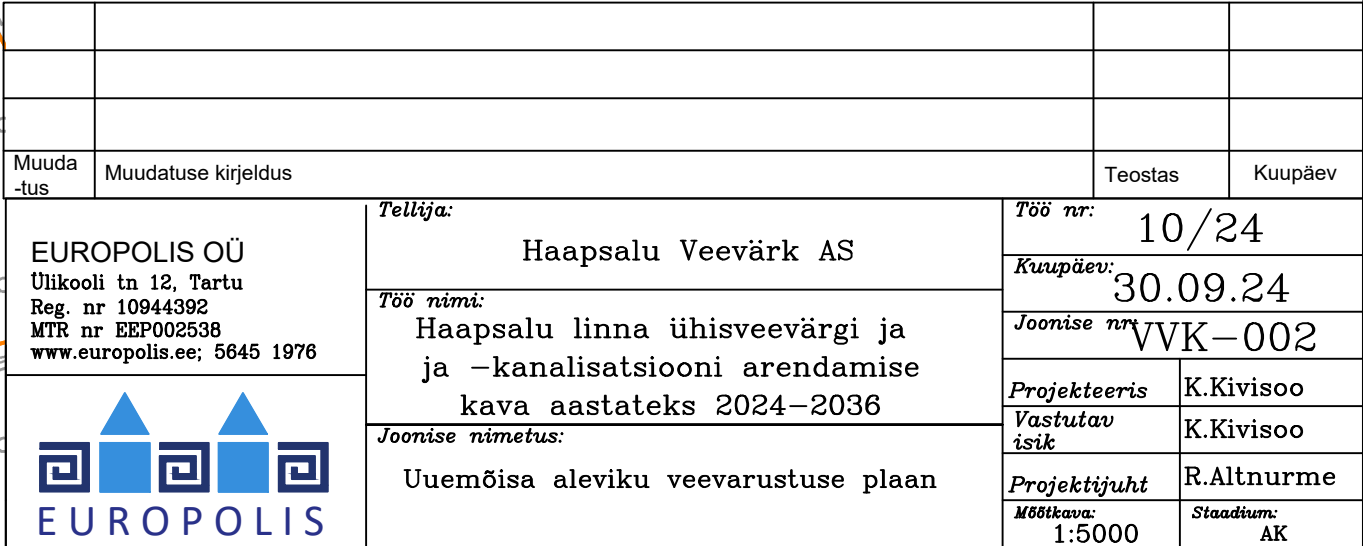 Muuda
-tus
Muudatuse kirjeldus
Teostas
Kuupäev
EUROPOLIS OÜ
Ülikooli tn 12, Tartu
Reg. nr 10944392
MTR nr EEP002538
www.europolis.ee; 5645 1976
EUROPOLIS
Tellija:
Haapsalu Veevärk AS
Töö nimi:
Haapsalu linna ühisveevärgi ja
ja -kanalisatsiooni arendamise
kava aastateks 2024-2036
Joonise nimetus:
Uuemõisa aleviku veevarustuse plaan
Töö nr:
10/24
Kuupäev:
30.09.24
Joonise nr:
VVK-002
Projekteeris
K.Kivisoo
Vastutav
isik
K.Kivisoo
Projektijuht
R.Altnurme
Mõõtkava:
1:5000
Staadium:
AK